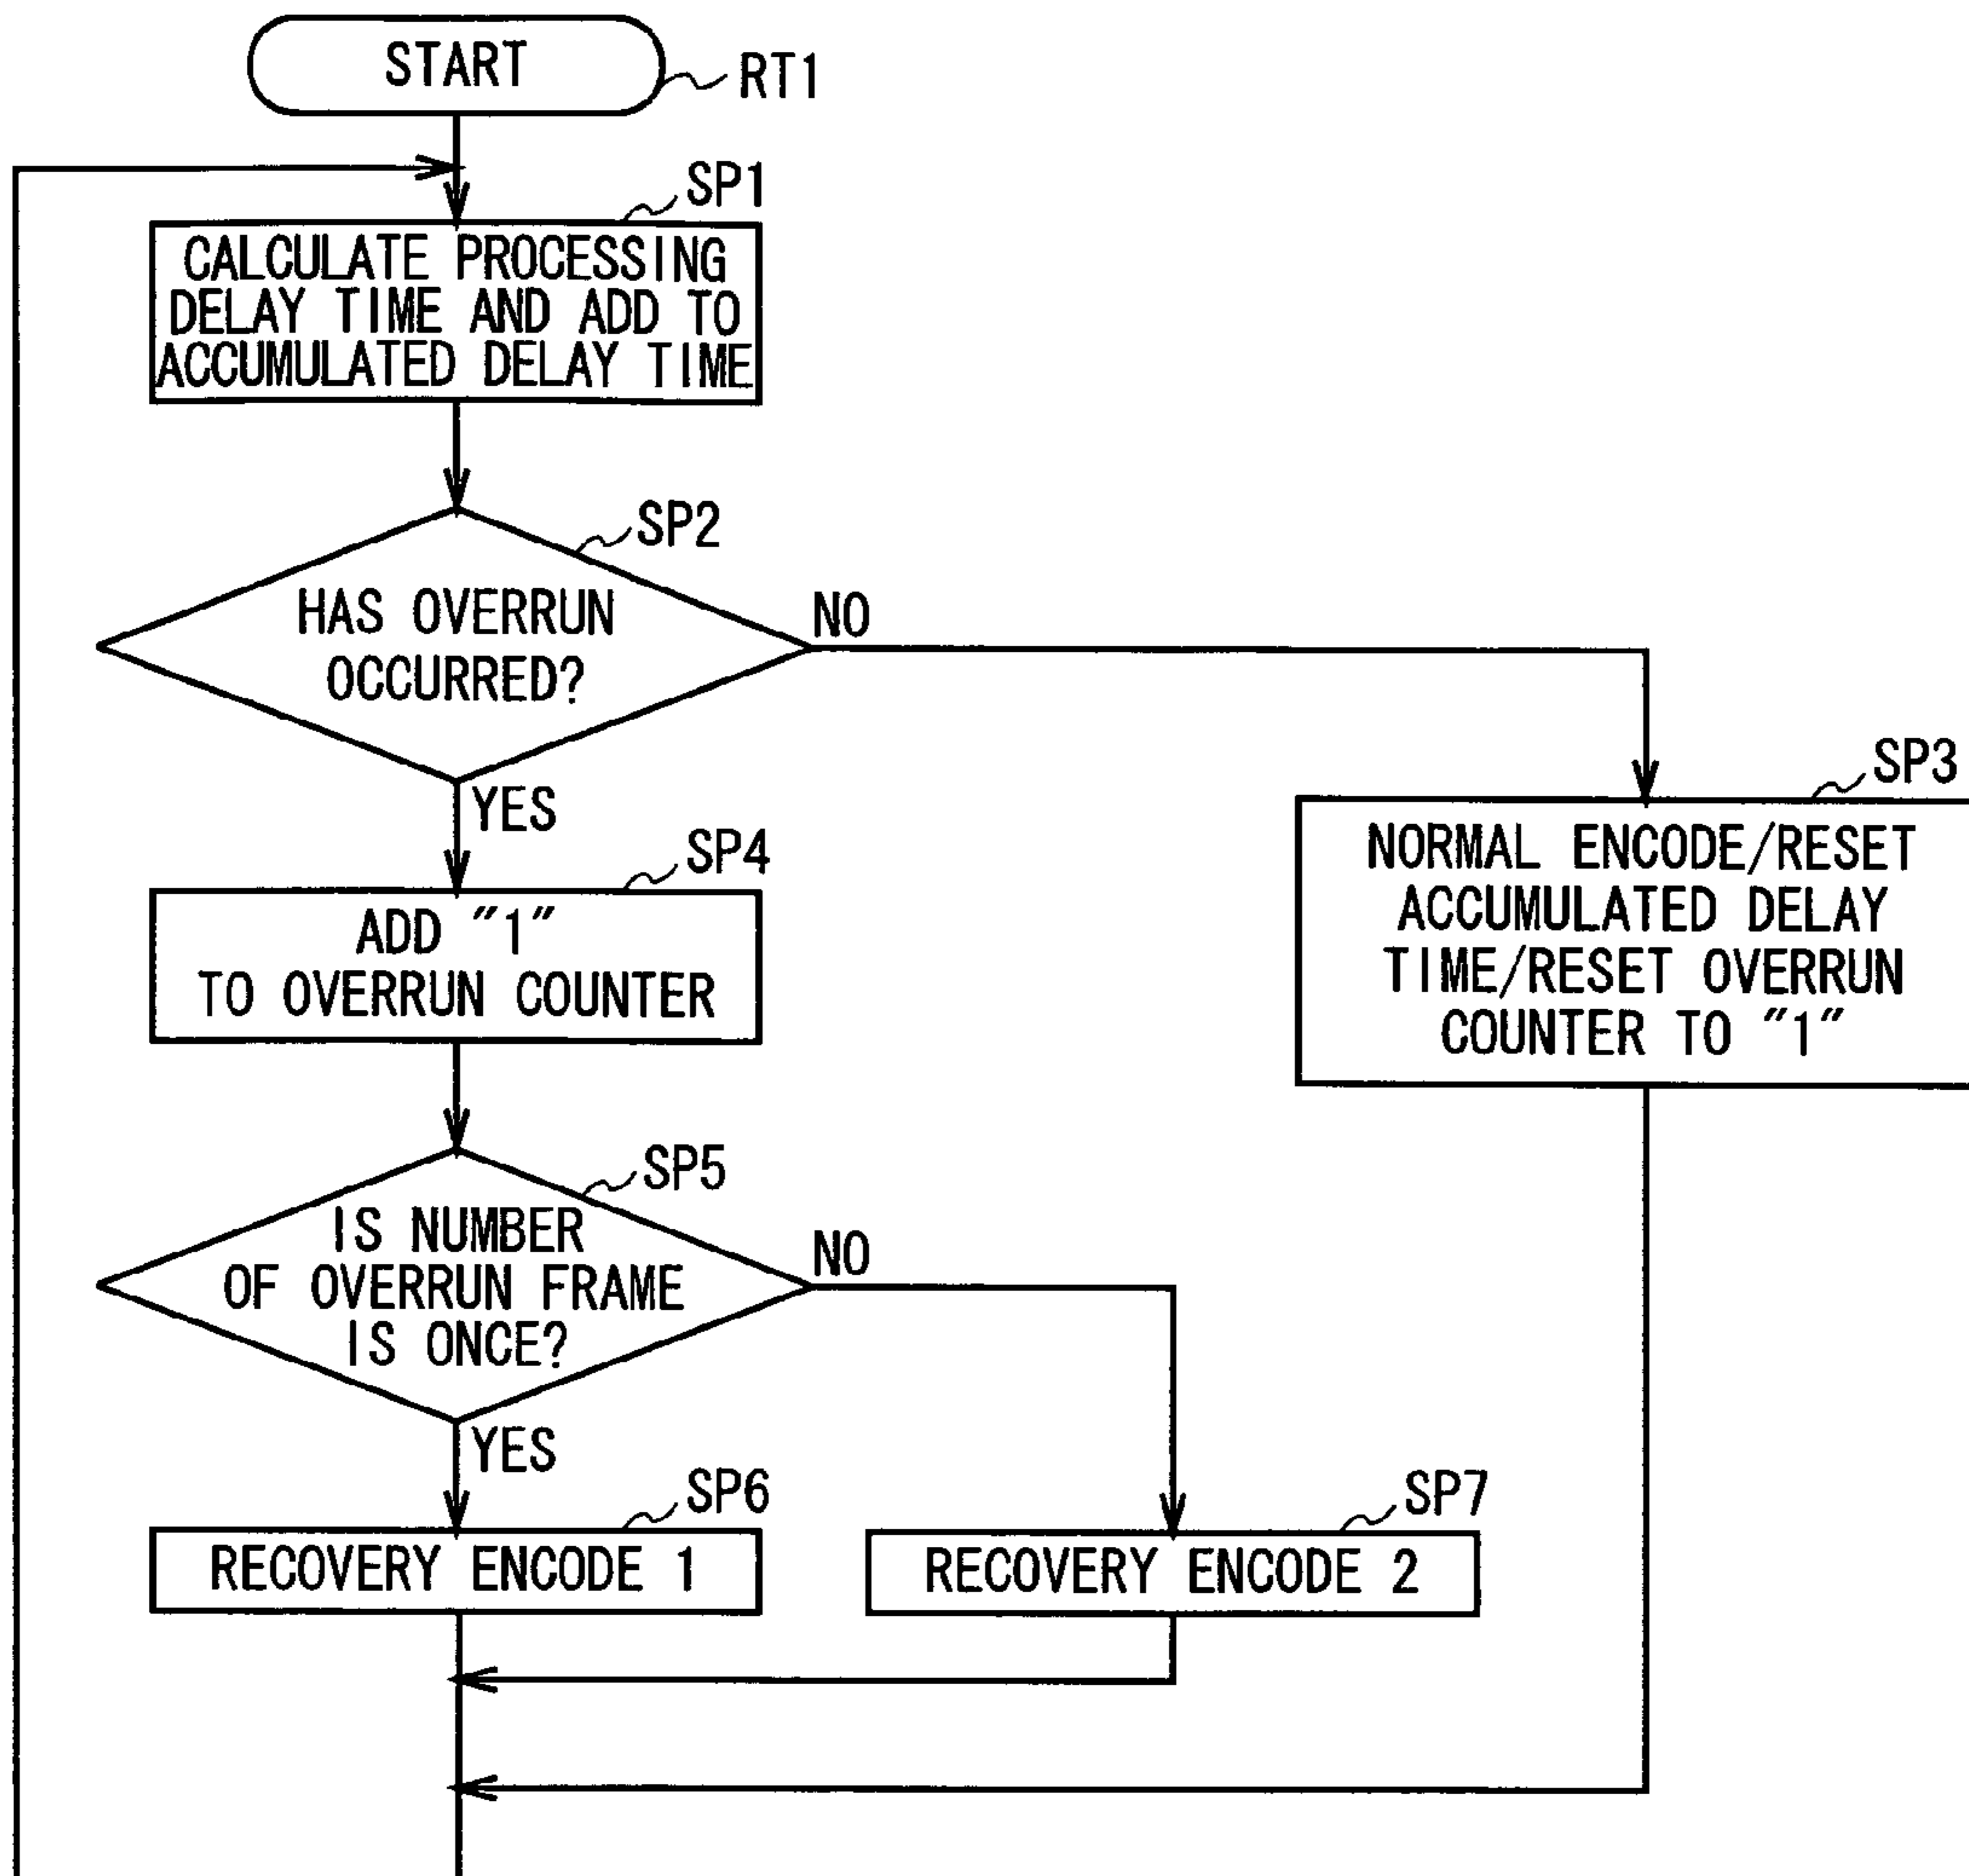 START
RT1
SP1
CALCULATE PROCESSING
DELAY TIME AND ADD TO
ACCUMULATED DELAY TIME
SP2
HAS OVERRUN
OCCURRED?
NO
YES
SP3
NORMAL ENCODE/RESET
ACCUMULATED DELAY
TIME/RESET OVERRUN
COUNTER TO "1"
SP4
ADD "1"
TO OVERRUN COUNTER
SP5
IS NUMBER
OF OVERRUN FRAME
IS ONCE?
NO
YES
SP6
RECOVERY ENCODE 1
SP7
RECOVERY ENCODE 2